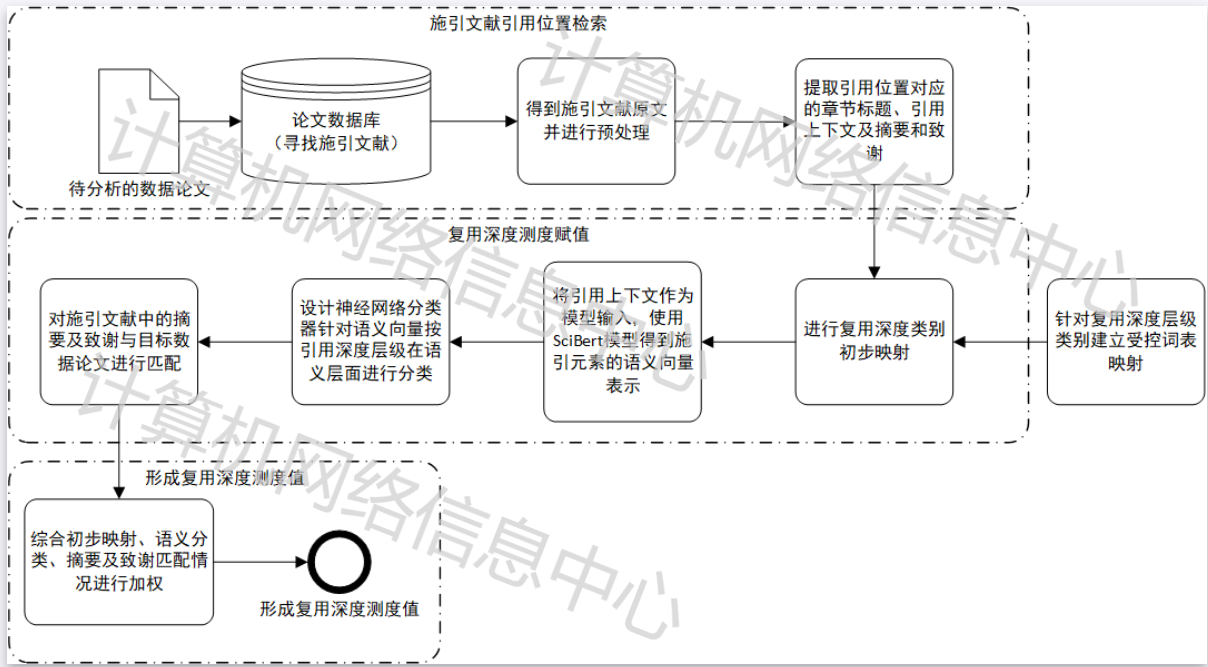 施引文献引用位置检索
论文数据库
（寻找施引文献）
得到施引文献原文
并进行预处理
提取引用位置对应
的章节标题、引用
上下文及摘要和致
谢
待分析的数据论文
复用深度测度赋值
对施引文献中的摘
要及致谢与目标数
据论文进行匹配
设计神经网络分类
器针对语义向量按
引用深度层级在语
义层面进行分类
将引用上下文作为
模型输入，使用
SciBert模型得到施
引元素的语义向量
表示
进行复用深度类别
初步映射
针对复用深度层级
类别建立受控词表
映射
形成复用深度测度值
综合初步映射、语义分
类、摘要及致谢匹配情
况进行加权
形成复用深度测度值
计算机网络信息中心
计算机网络信息中心
计算机网络信息中心